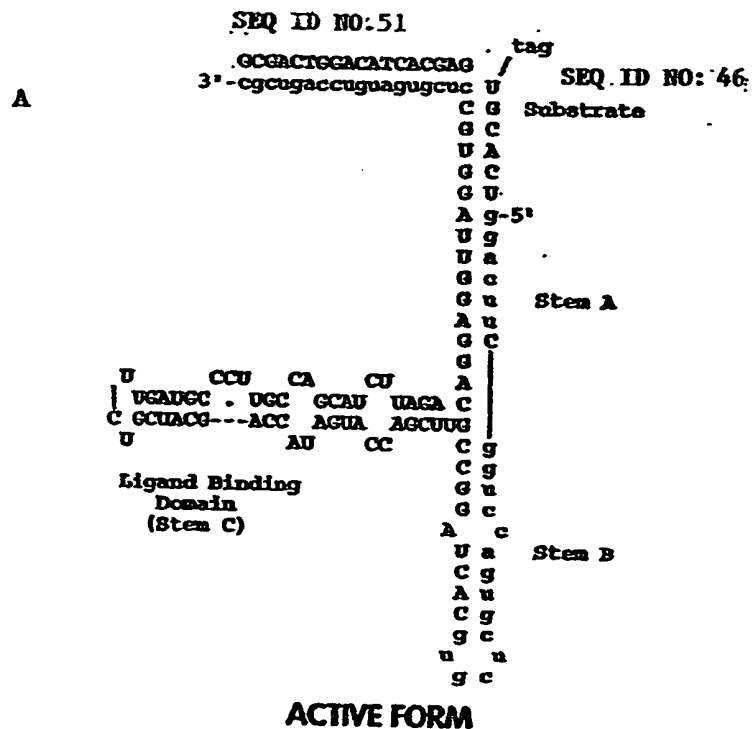 SEQ ID NO:51
tag
GCGACTGGACATCACGAG
SEQ ID NO: 46
3'-cgcugaccuguagugcuc U
A
C G Substrate
G C
U A
G C
G U
A g-5'
U g
U a
G c
G u Stem A
A u
G C
G
U CCU CA CU A
UGAUGC . UGC GCAU UAGA C
C GCUACG---ACC AGUA AGCUUG
U AU CC C g
C g
Ligand Binding G u
Domain G c
(Stem C) A c
U a Stem B
C g
A u
C g
g c
u u
g c
ACTIVE FORM